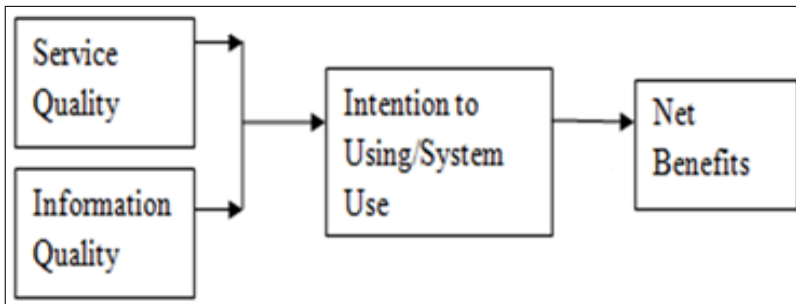 Service
Quality
Information
Quality
Intention to
Using/System
Use
Net
Benefits